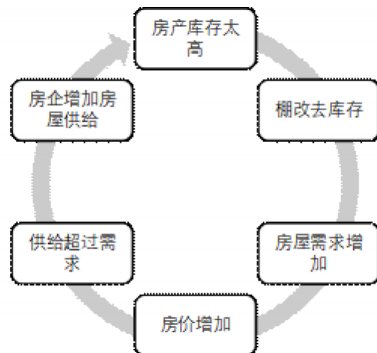 房产库存太
高
棚改去库存
房屋需求增
加
房价增加
供给超过需
求
房企增加房
屋供给